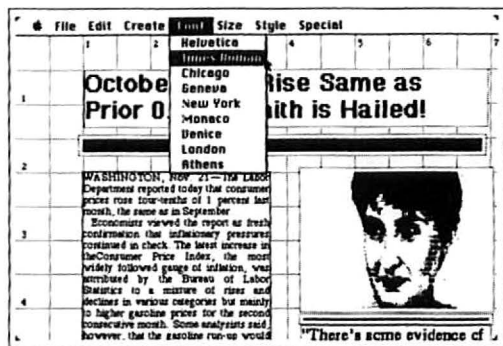 File Edit Create Font Size Style Special
1 2 4 5 6 7
Helvetica
Times Roman
Chicago
Geneva
New York
Monaco
Venice
London
Athens
Octobe Rise Same as
Prior 0. ith is Hailed!
1
2
3
4
WASHINGTON, Nov. 21—The Labor
Department reported today that consumer
prices rose four-tenths of 1 percent last
month, the same as in September
Economists viewed the report as fresh
confirmation that inflationary pressures
continued in check. The latest increase in
theConsumer Price Index, the most
widely followed gauge of inflation, was
attributed by the Bureau of Labor
Statistics to a mixture of rises and
declines in various categories but mainly
to higher gasoline prices for the second
consecutive month. Some analysts said,
however, that the gasoline run-up would
"There's some evidence of